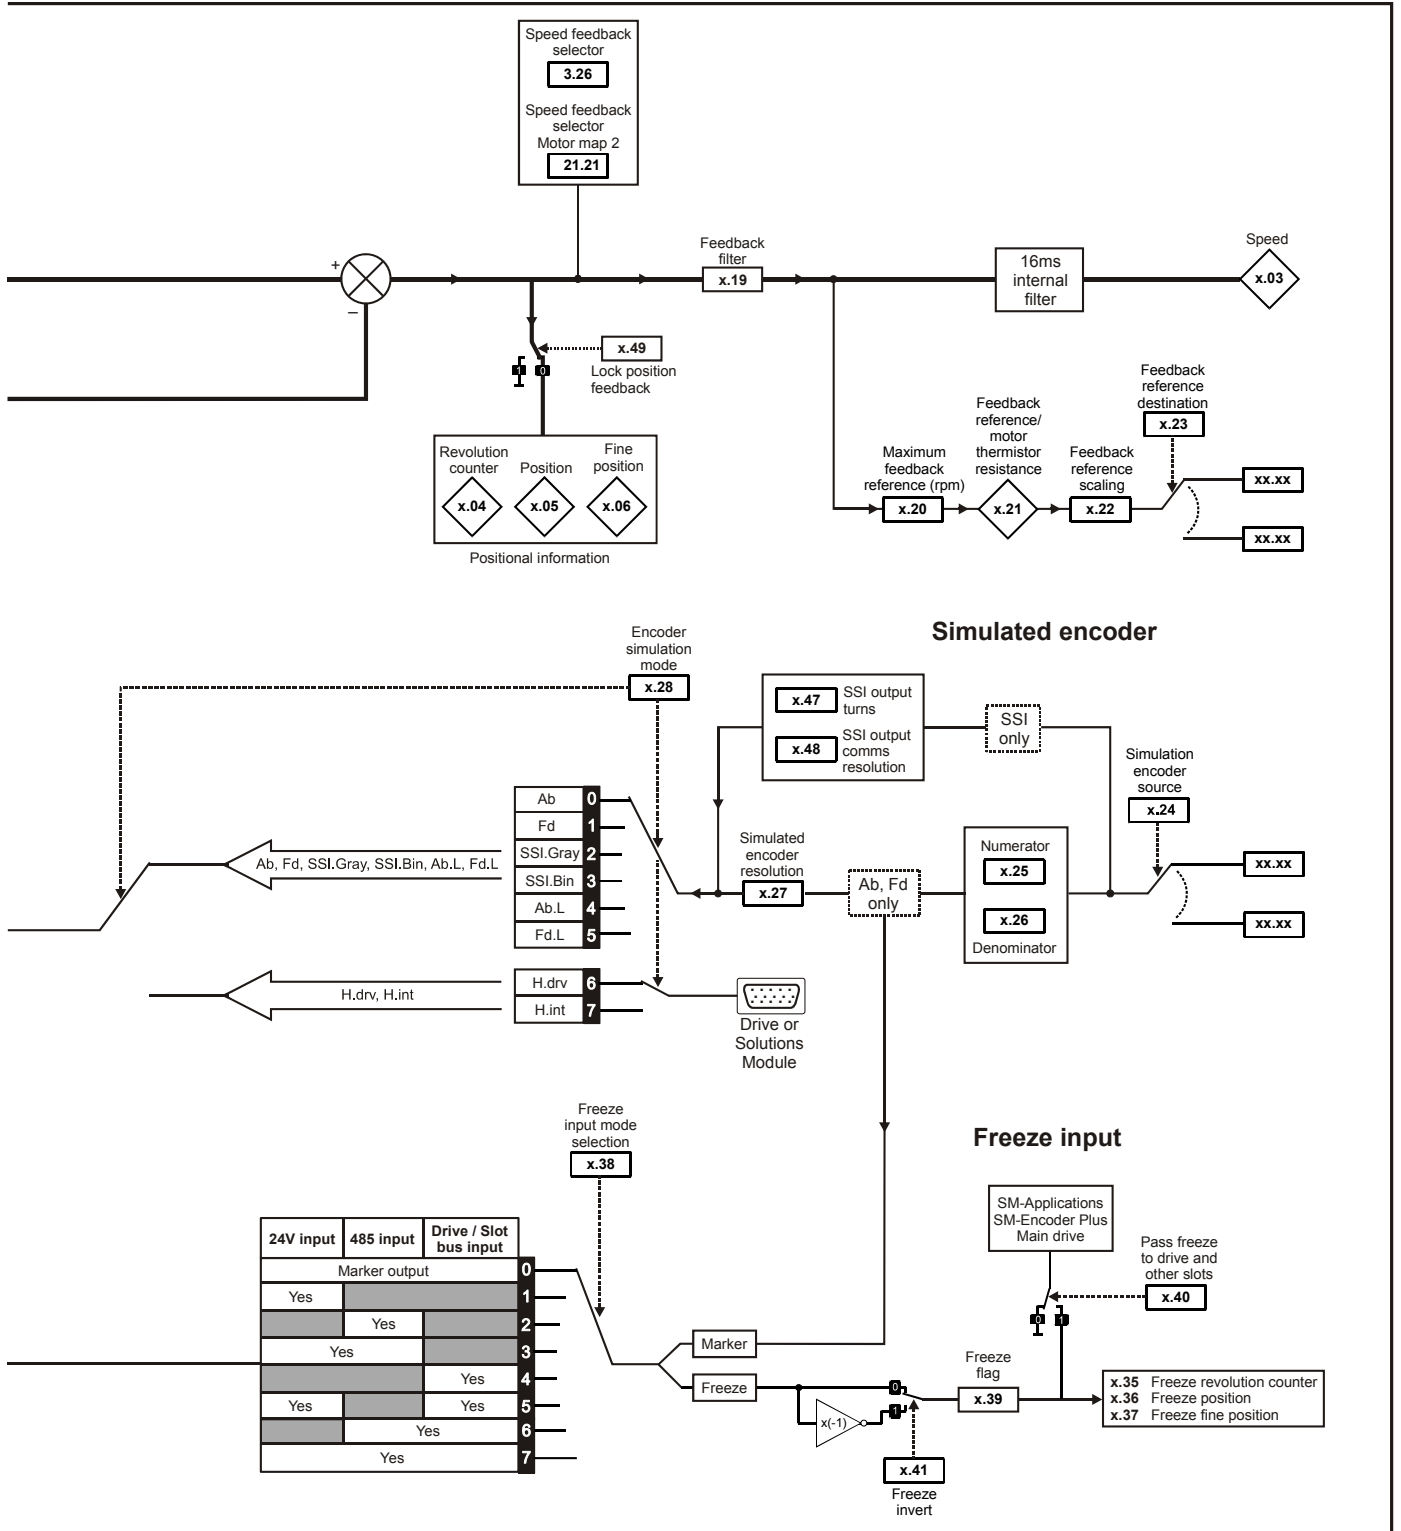 Speed feedback
selector
3.26
Speed feedback
selector
Motor map 2
21.21
+
–
Feedback
filter
x.19
16ms
internal
filter
Speed
x.03
x.49
Lock position
feedback
1 0
Revolution
counter
x.04
Position
x.05
Fine
position
x.06
Positional information
Maximum
feedback
reference (rpm)
x.20
Feedback
reference/
motor
thermistor
resistance
x.21
Feedback
reference
scaling
x.22
Feedback
reference
destination
x.23
xx.xx
xx.xx
Simulated encoder
Encoder
simulation
mode
x.28
x.47 SSI output
turns
x.48 SSI output
comms
resolution
SSI
only
Simulation
encoder
source
x.24
xx.xx
xx.xx
Ab 0
Fd 1
SSI.Gray 2
SSI.Bin 3
Ab.L 4
Fd.L 5
Ab, Fd, SSI.Gray, SSI.Bin, Ab.L, Fd.L
Simulated
encoder
resolution
x.27
Ab, Fd
only
Numerator
x.25
x.26
Denominator
H.drv, H.int
H.drv 6
H.int 7
Drive or
Solutions
Module
Freeze input
Freeze
input mode
selection
x.38
24V input 485 input Drive / Slot
bus input
Marker output 0
Yes 1
Yes 2
Yes 3
Yes 4
Yes Yes 5
Yes 6
Yes 7
Marker
Freeze
x(-1)
0
1
x.41
Freeze
invert
Freeze
flag
x.39
SM-Applications
SM-Encoder Plus
Main drive
0 1
Pass freeze
to drive and
other slots
x.40
x.35 Freeze revolution counter
x.36 Freeze position
x.37 Freeze fine position